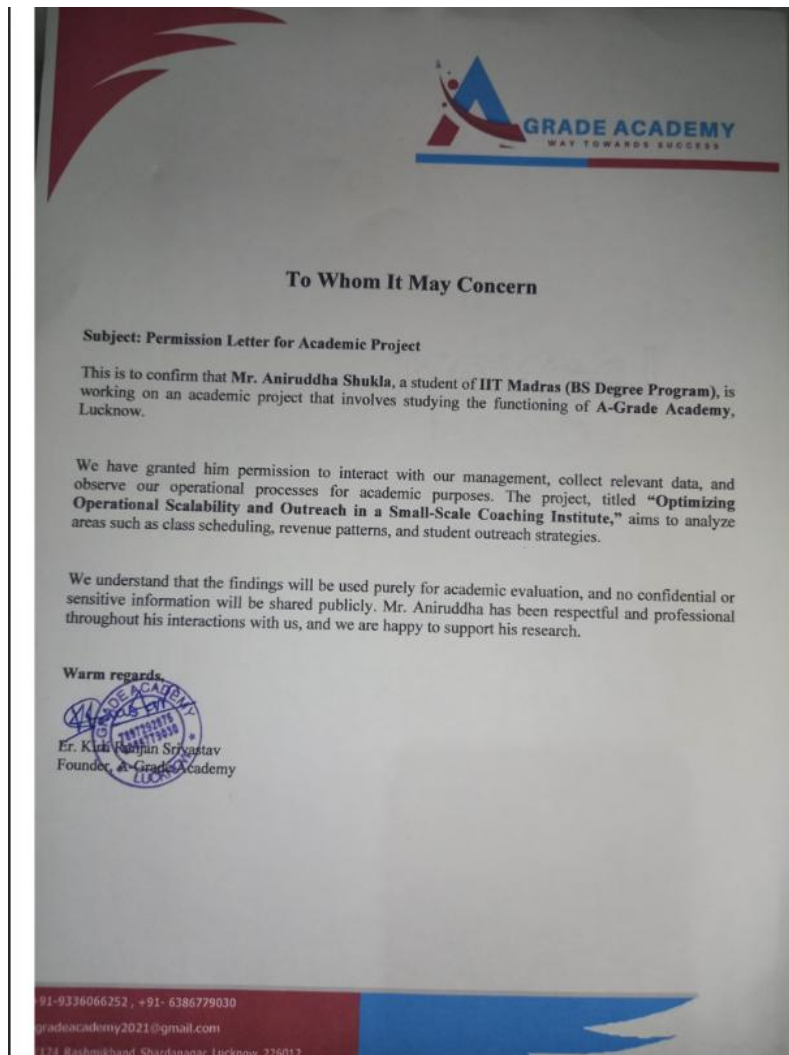 GRADE ACADEMY
WAY TOWARDS SUCCESS
To Whom It May Concern
Subject: Permission Letter for Academic Project
This is to confirm that Mr. Aniruddha Shukla, a student of IIT Madras (BS Degree Program), is
working on an academic project that involves studying the functioning of A-Grade Academy,
Lucknow.
We have granted him permission to interact with our management, collect relevant data, and
observe our operational processes for academic purposes. The project, titled “Optimizing
Operational Scalability and Outreach in a Small-Scale Coaching Institute,” aims to analyze
areas such as class scheduling, revenue patterns, and student outreach strategies.
We understand that the findings will be used purely for academic evaluation, and no confidential or
sensitive information will be shared publicly. Mr. Aniruddha has been respectful and professional
throughout his interactions with us, and we are happy to support his research.
Warm regards,
GRADE ACADEMY
LUCKNOW
Er. Ranjan Srivastav
Founder, A-Grade Academy
91-9336066252 , +91- 6386779030
gradeacademy2021@gmail.com
Rashmikhand Shardanagar Lucknow 226012